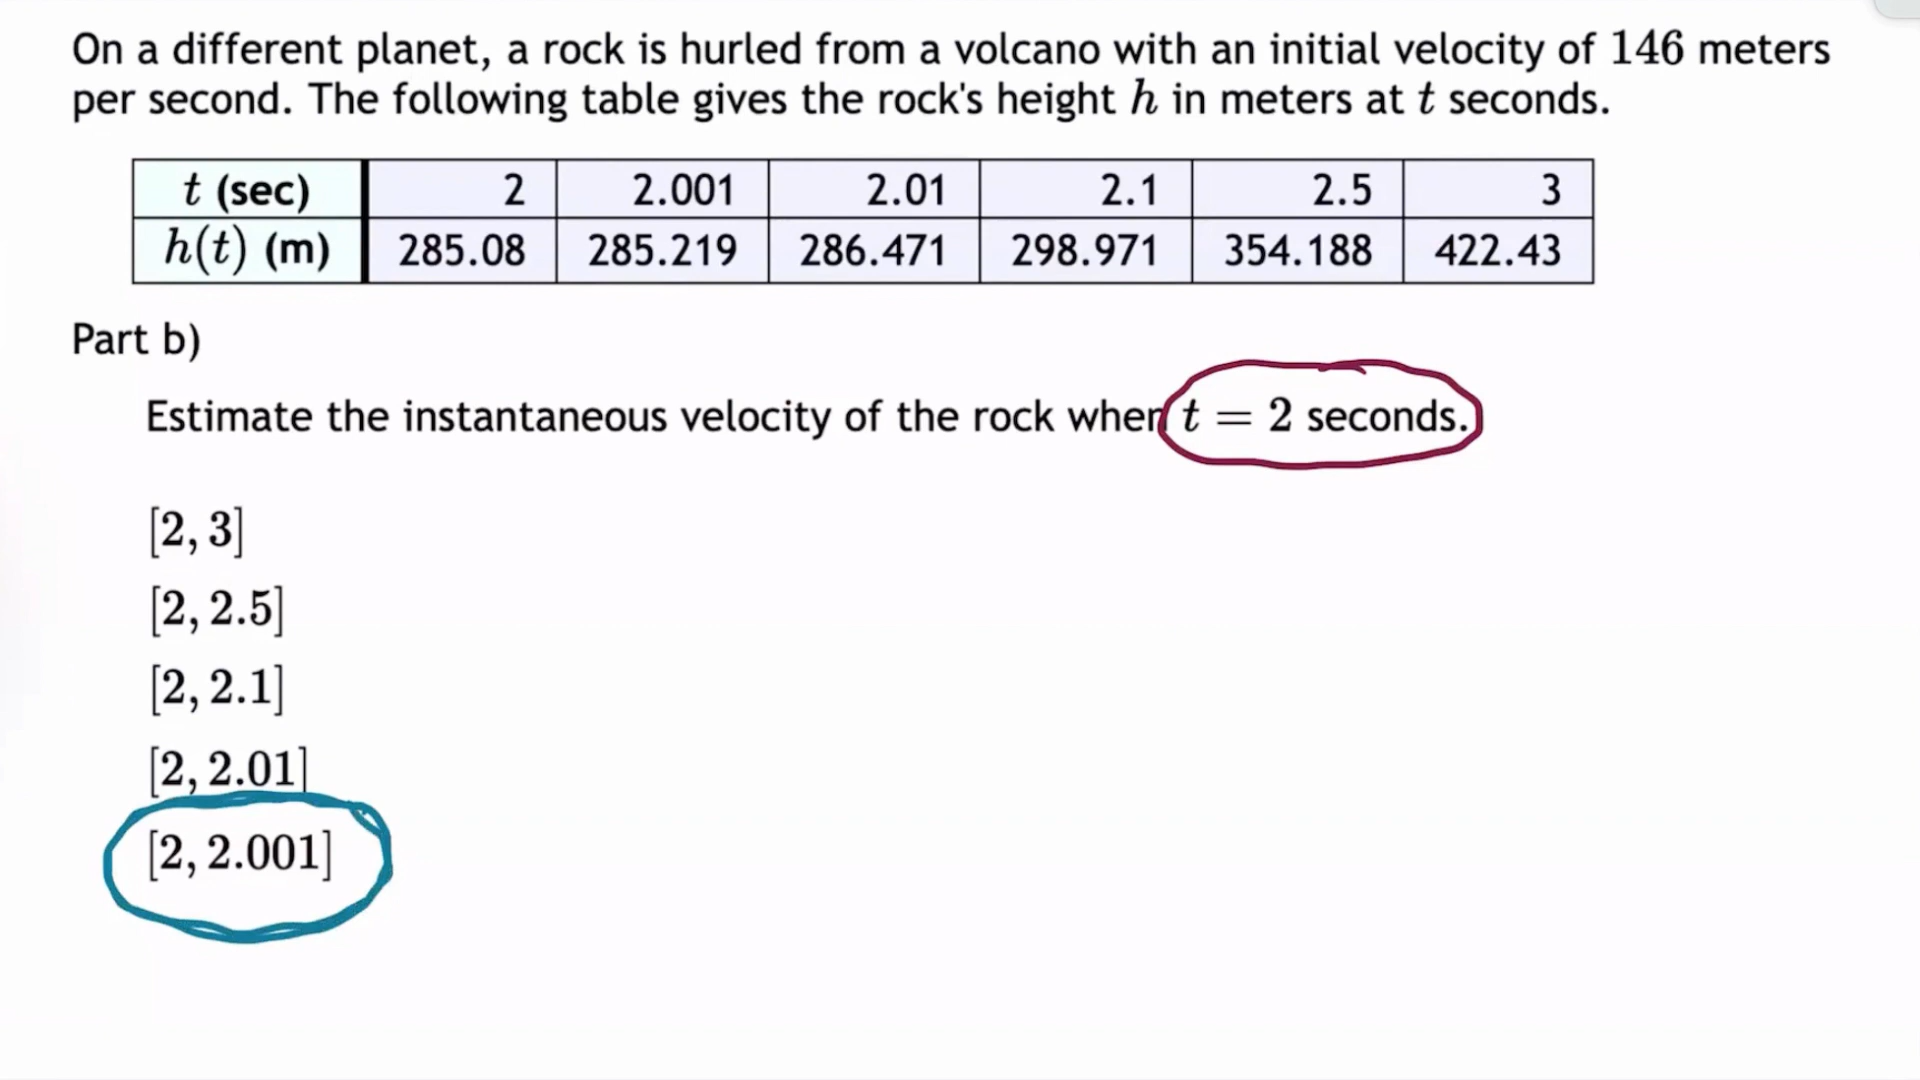 On a different planet, a rock is hurled from a volcano with an initial velocity of 146 meters
per second. The following table gives the rock's height h in meters at t seconds.
t (sec) 2 2.001 2.01 2.1 2.5 3
h(t) (m) 285.08 285.219 286.471 298.971 354.188 422.43
Part b)
Estimate the instantaneous velocity of the rock when t = 2 seconds.
[2, 3]
[2, 2.5]
[2, 2.1]
[2, 2.01]
[2, 2.001]